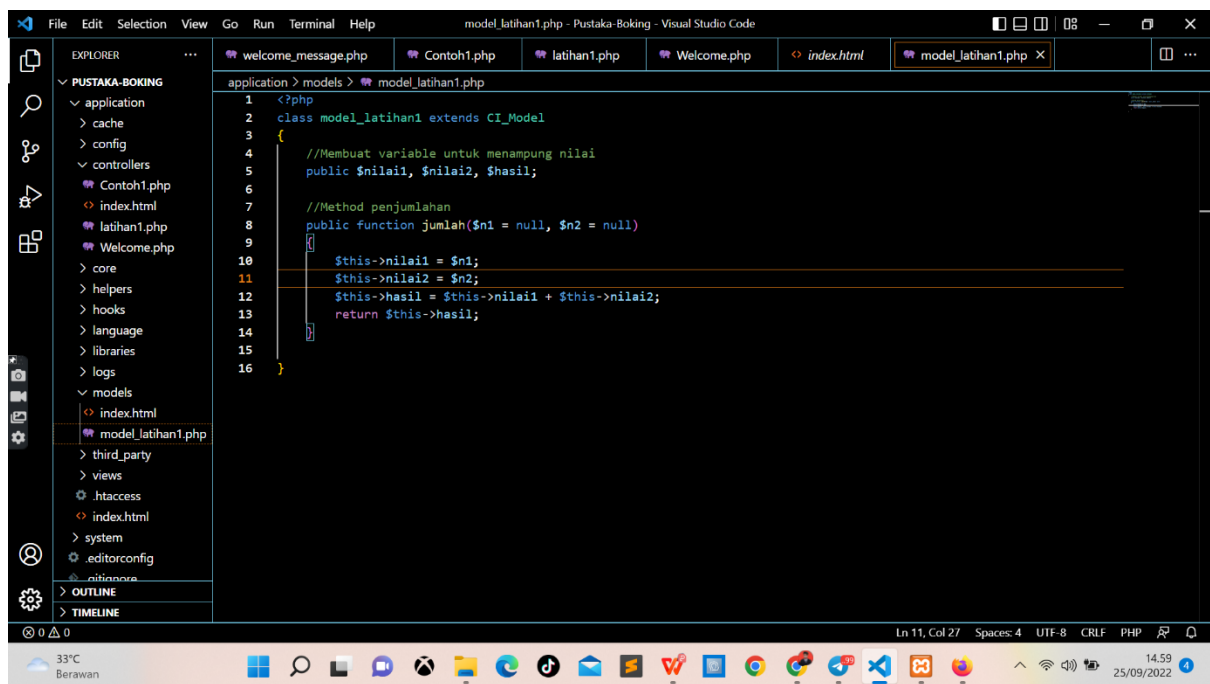 File Edit Selection View Go Run Terminal Help
model_latihan1.php - Pustaka-Boking - Visual Studio Code
EXPLORER
welcome_message.php Contoh1.php latihan1.php Welcome.php index.html model_latihan1.php
PUSTAKA-BOKING
application
cache
config
controllers
Contoh1.php
index.html
latihan1.php
Welcome.php
core
helpers
hooks
language
libraries
logs
models
index.html
model_latihan1.php
third_party
views
.htaccess
index.html
system
.editorconfig
.gitignore
OUTLINE
TIMELINE
application > models > model_latihan1.php
1 <?php
2 class model_latihan1 extends CI_Model
3 {
4 //Membuat variable untuk menampung nilai
5 public $nilai1, $nilai2, $hasil;
6
7 //Method penjumlahan
8 public function jumlah($n1 = null, $n2 = null)
9 {
10 $this->nilai1 = $n1;
11 $this->nilai2 = $n2;
12 $this->hasil = $this->nilai1 + $this->nilai2;
13 return $this->hasil;
14 }
15
16 }
0 0
Ln 11, Col 27 Spaces: 4 UTF-8 CRLF PHP
33°C
Berawan
14.59
25/09/2022
4